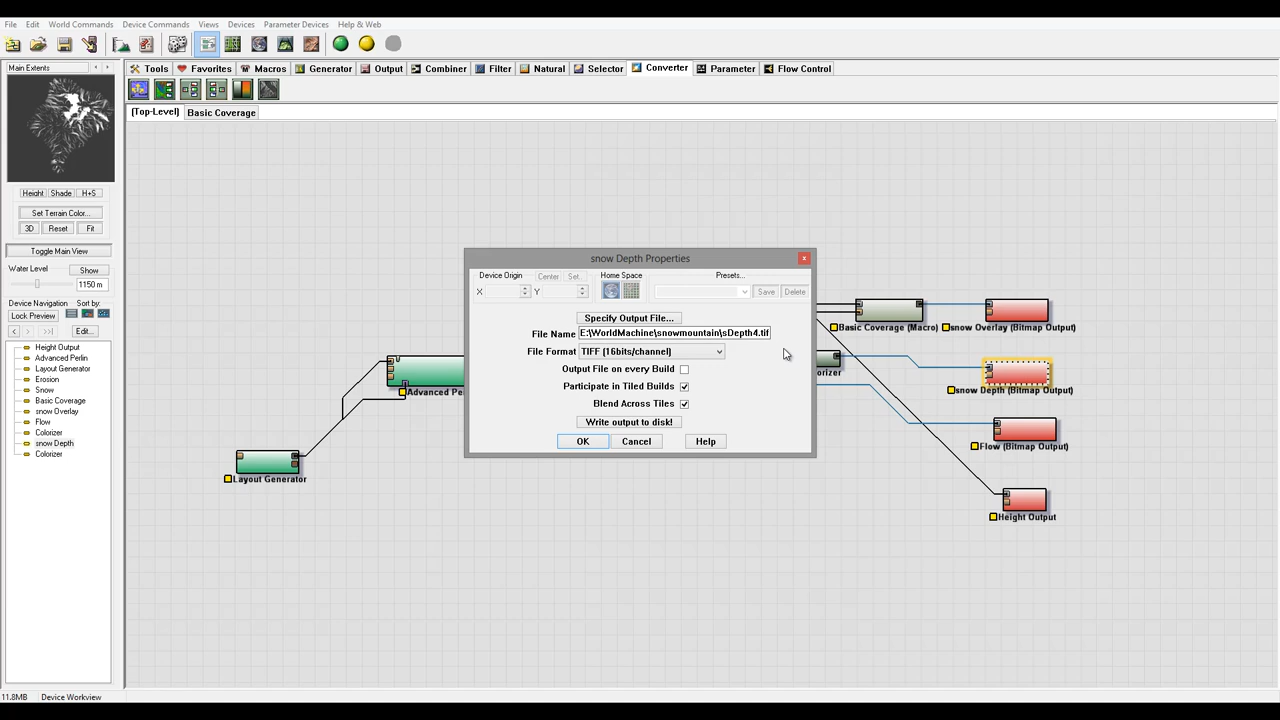 File Edit World Commands Device Commands Views Devices Parameter Devices Help & Web
Main Extents
Tools Favorites Macros Generator Output Combiner Filter Natural Selector Converter Parameter Flow Control
(Top-Level) Basic Coverage
Height Shade H+S
Set Terrain Color...
3D Reset Fit
Toggle Main View
Water Level Show
1150 m
Device Navigation Sort by:
Lock Preview
Edit...
Height Output
Advanced Perlin
Layout Generator
Erosion
Snow
Basic Coverage
snow Overlay
Flow
Colorizer
snow Depth
Colorizer
Layout Generator
Advanced Pe
snow Depth Properties
x
Device Origin Center Set.. Home Space Presets...
X Y Save Delete
Specify Output File...
File Name E:\WorldMachine\snowmountain\sDepth4.tif
File Format TIFF (16bits/channel)
Output File on every Build
Participate in Tiled Builds
Blend Across Tiles
Write output to disk!
OK Cancel Help
Basic Coverage (Macro) snow Overlay (Bitmap Output)
orizer
snow Depth (Bitmap Output)
Flow (Bitmap Output)
Height Output
11.8MB Device Workview